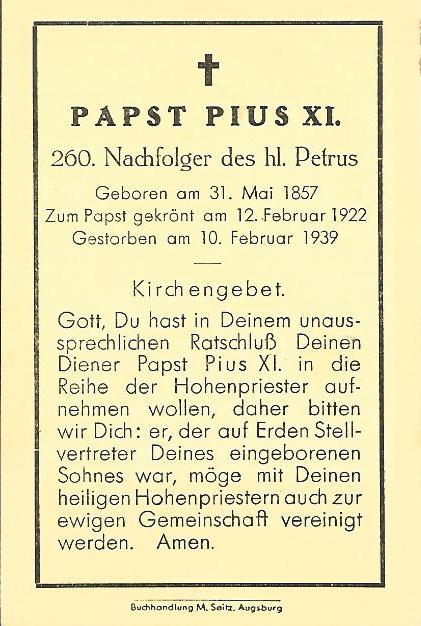 PAPST PIUS XI.
260. Nachfolger des hl. Petrus
Geboren am 31. Mai 1857
Zum Papst gekrönt am 12. Februar 1922
Gestorben am 10. Februar 1939
Kirchengebet.
Gott, Du hast in Deinem unaus-
sprechlichen Ratschluß Deinen
Diener Papst Pius XI. in die
Reihe der Hohenpriester auf-
nehmen wollen, daher bitten
wir Dich: er, der auf Erden Stell-
vertreter Deines eingeborenen
Sohnes war, möge mit Deinen
heiligen Hohenpriestern auch zur
ewigen Gemeinschaft vereinigt
werden. Amen.
Buchhandlung M. Seitz, Augsburg